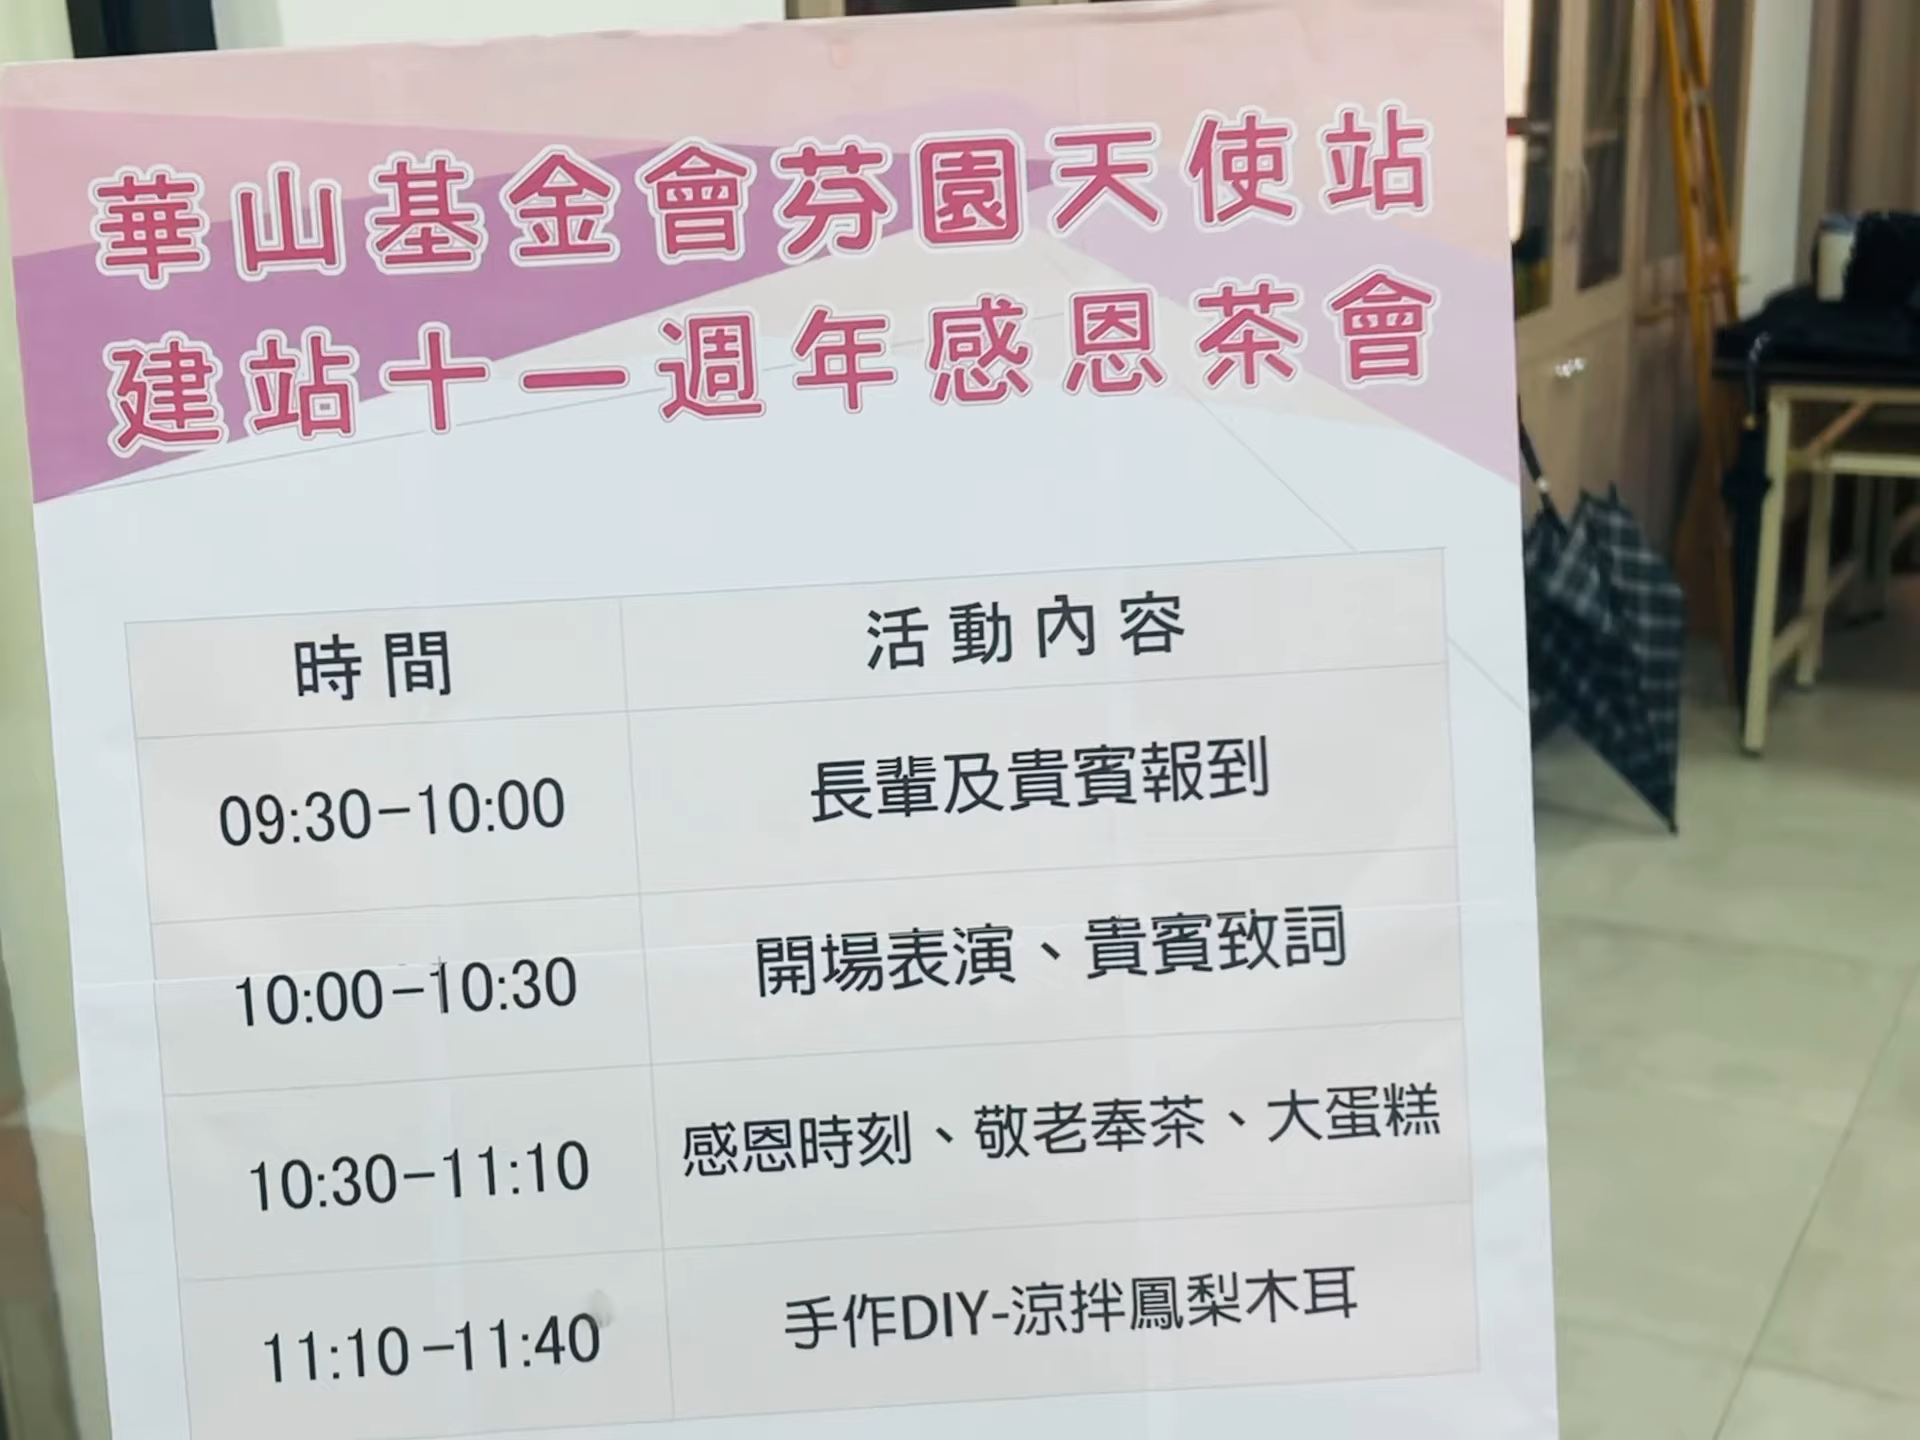 華山基金會芬園天使站
建站十一週年感恩茶會
時間 活動內容
09:30-10:00 長輩及貴賓報到
10:00-10:30 開場表演、貴賓致詞
10:30-11:10 感恩時刻、敬老奉茶、大蛋糕
11:10-11:40 手作DIY-涼拌鳳梨木耳